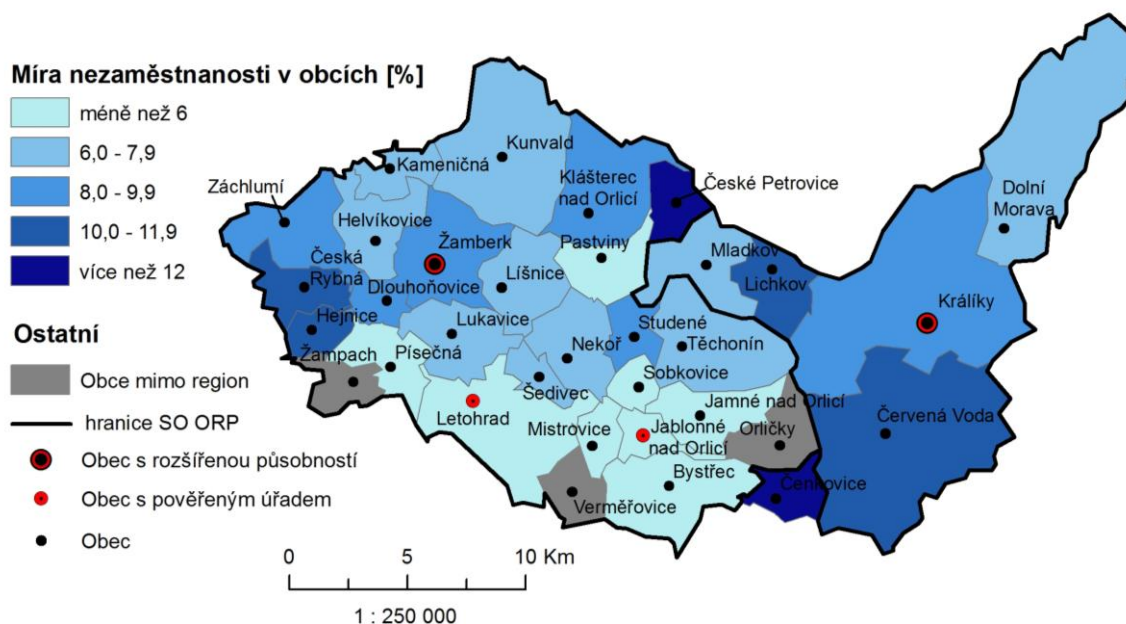 Míra nezaměstnanosti v obcích [%]
méně než 6
6,0 - 7,9
8,0 - 9,9
10,0 - 11,9
více než 12
Ostatní
Obce mimo region
hranice SO ORP
Obec s rozšířenou působností
Obec s pověřeným úřadem
Obec
0 5 10 Km
1 : 250 000
Kunvald
Kameničná
Klášterec
nad Orlicí
České Petrovice
Záchlumí
Dolní
Morava
Helvíkovice
Žamberk
Pastviny
Mladkov
Česká
Rybná
Líšnice
Lichkov
Dlouhoňovice
Králíky
Hejnice
Lukavice
Studené
Nekoř
Těchonín
Žampach
Písečná
Šedivec
Sobkovice
Letohrad
Jamné nad Orlicí
Mistrovice
Jablonné
nad Orlicí
Orličky
Červená Voda
Bystřec
Verměřovice
Čenkovice